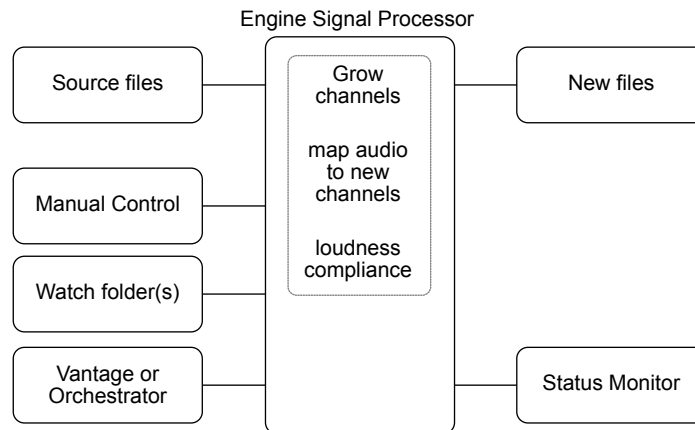 Engine Signal Processor
Source files
Grow
channels
New files
map audio
to new
channels
Manual Control
loudness
compliance
Watch folder(s)
Vantage or
Orchestrator
Status Monitor